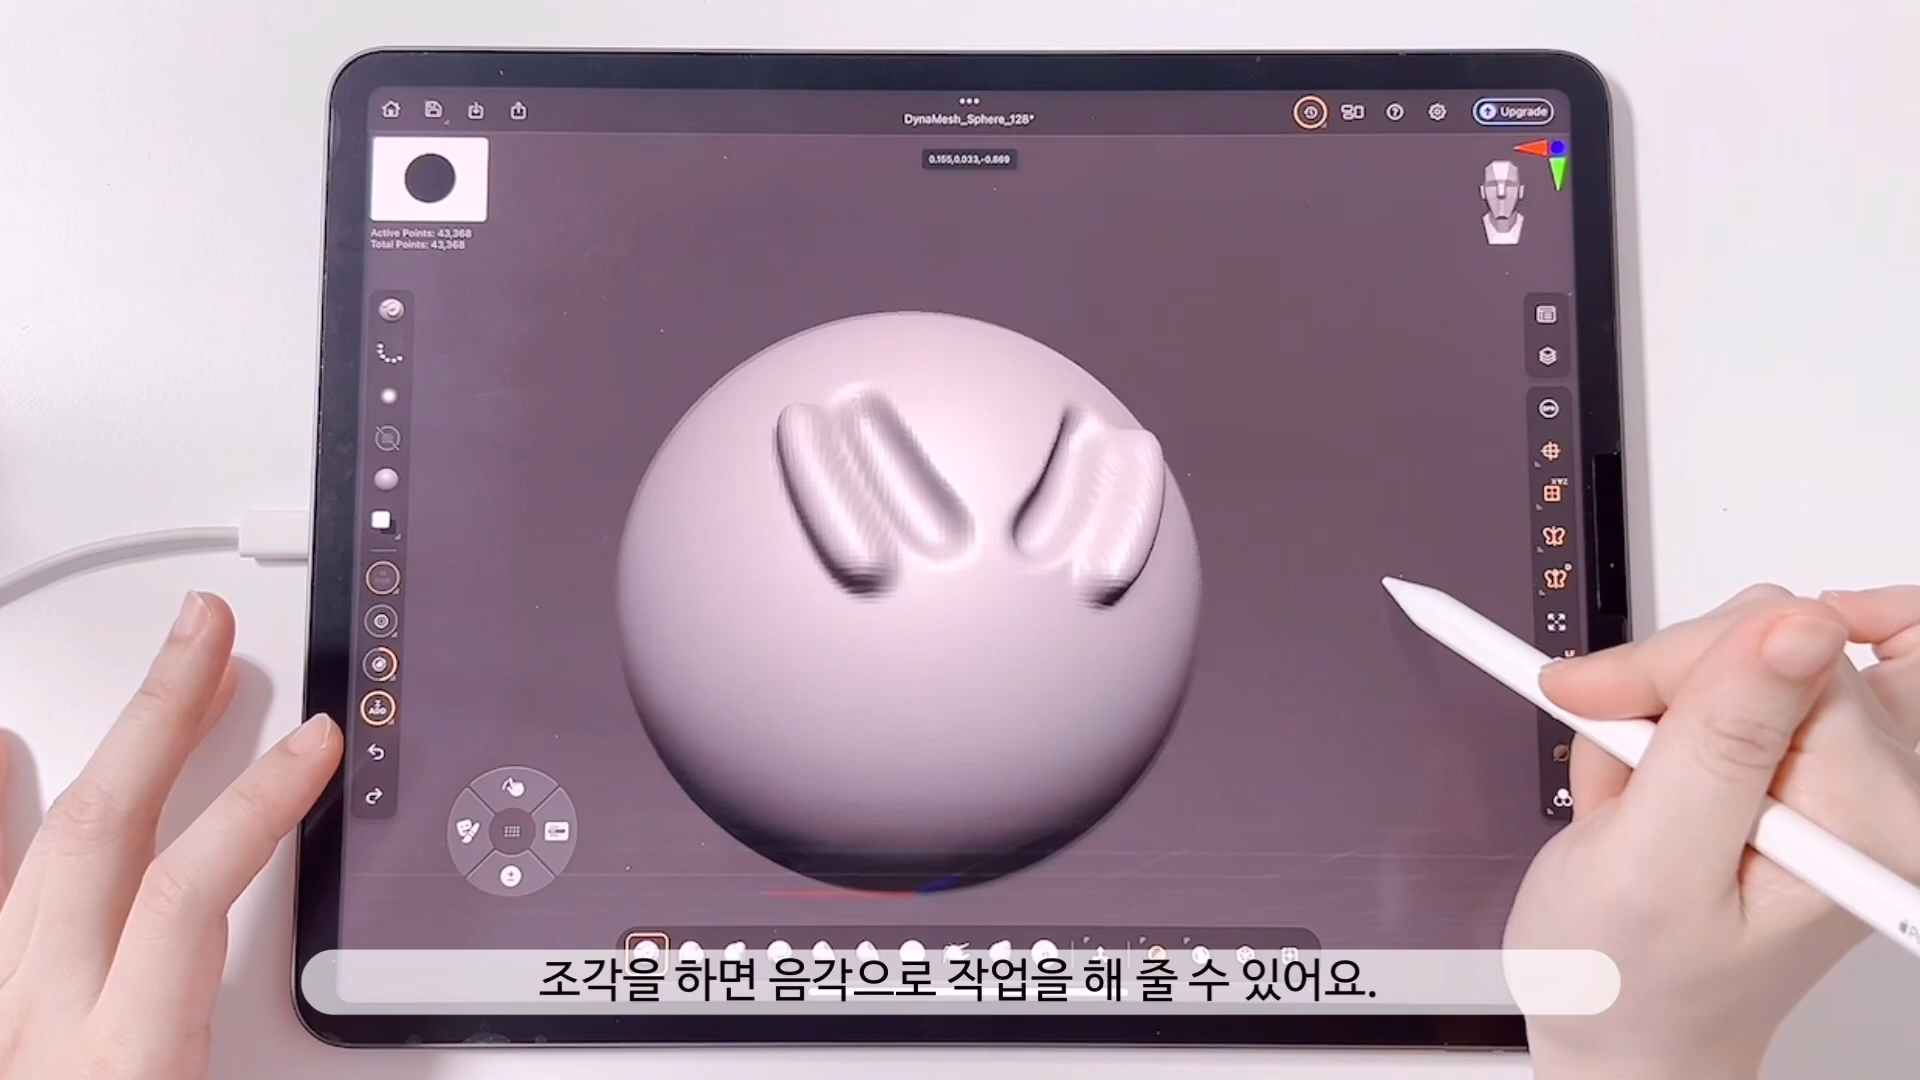 DynaMesh_Sphere_128*
Upgrade
0.155,0.033,-0.869
Active Points: 43,368
Total Points: 43,368
Z
ADD
조각을 하면 음각으로 작업을 해 줄 수 있어요.